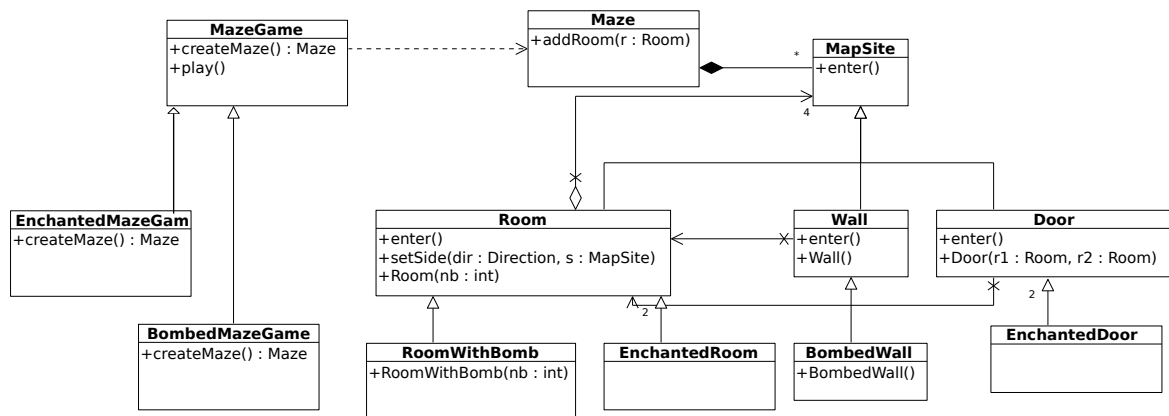 MazeGame
+createMaze() : Maze
+play()
Maze
+addRoom(r : Room)
*
MapSite
+enter()
4
EnchantedMazeGam
+createMaze() : Maze
BombedMazeGame
+createMaze() : Maze
Room
+enter()
+setSide(dir : Direction, s : MapSite)
+Room(nb : int)
Wall
+enter()
+Wall()
Door
+enter()
+Door(r1 : Room, r2 : Room)
2
2
RoomWithBomb
+RoomWithBomb(nb : int)
EnchantedRoom
BombedWall
+BombedWall()
EnchantedDoor